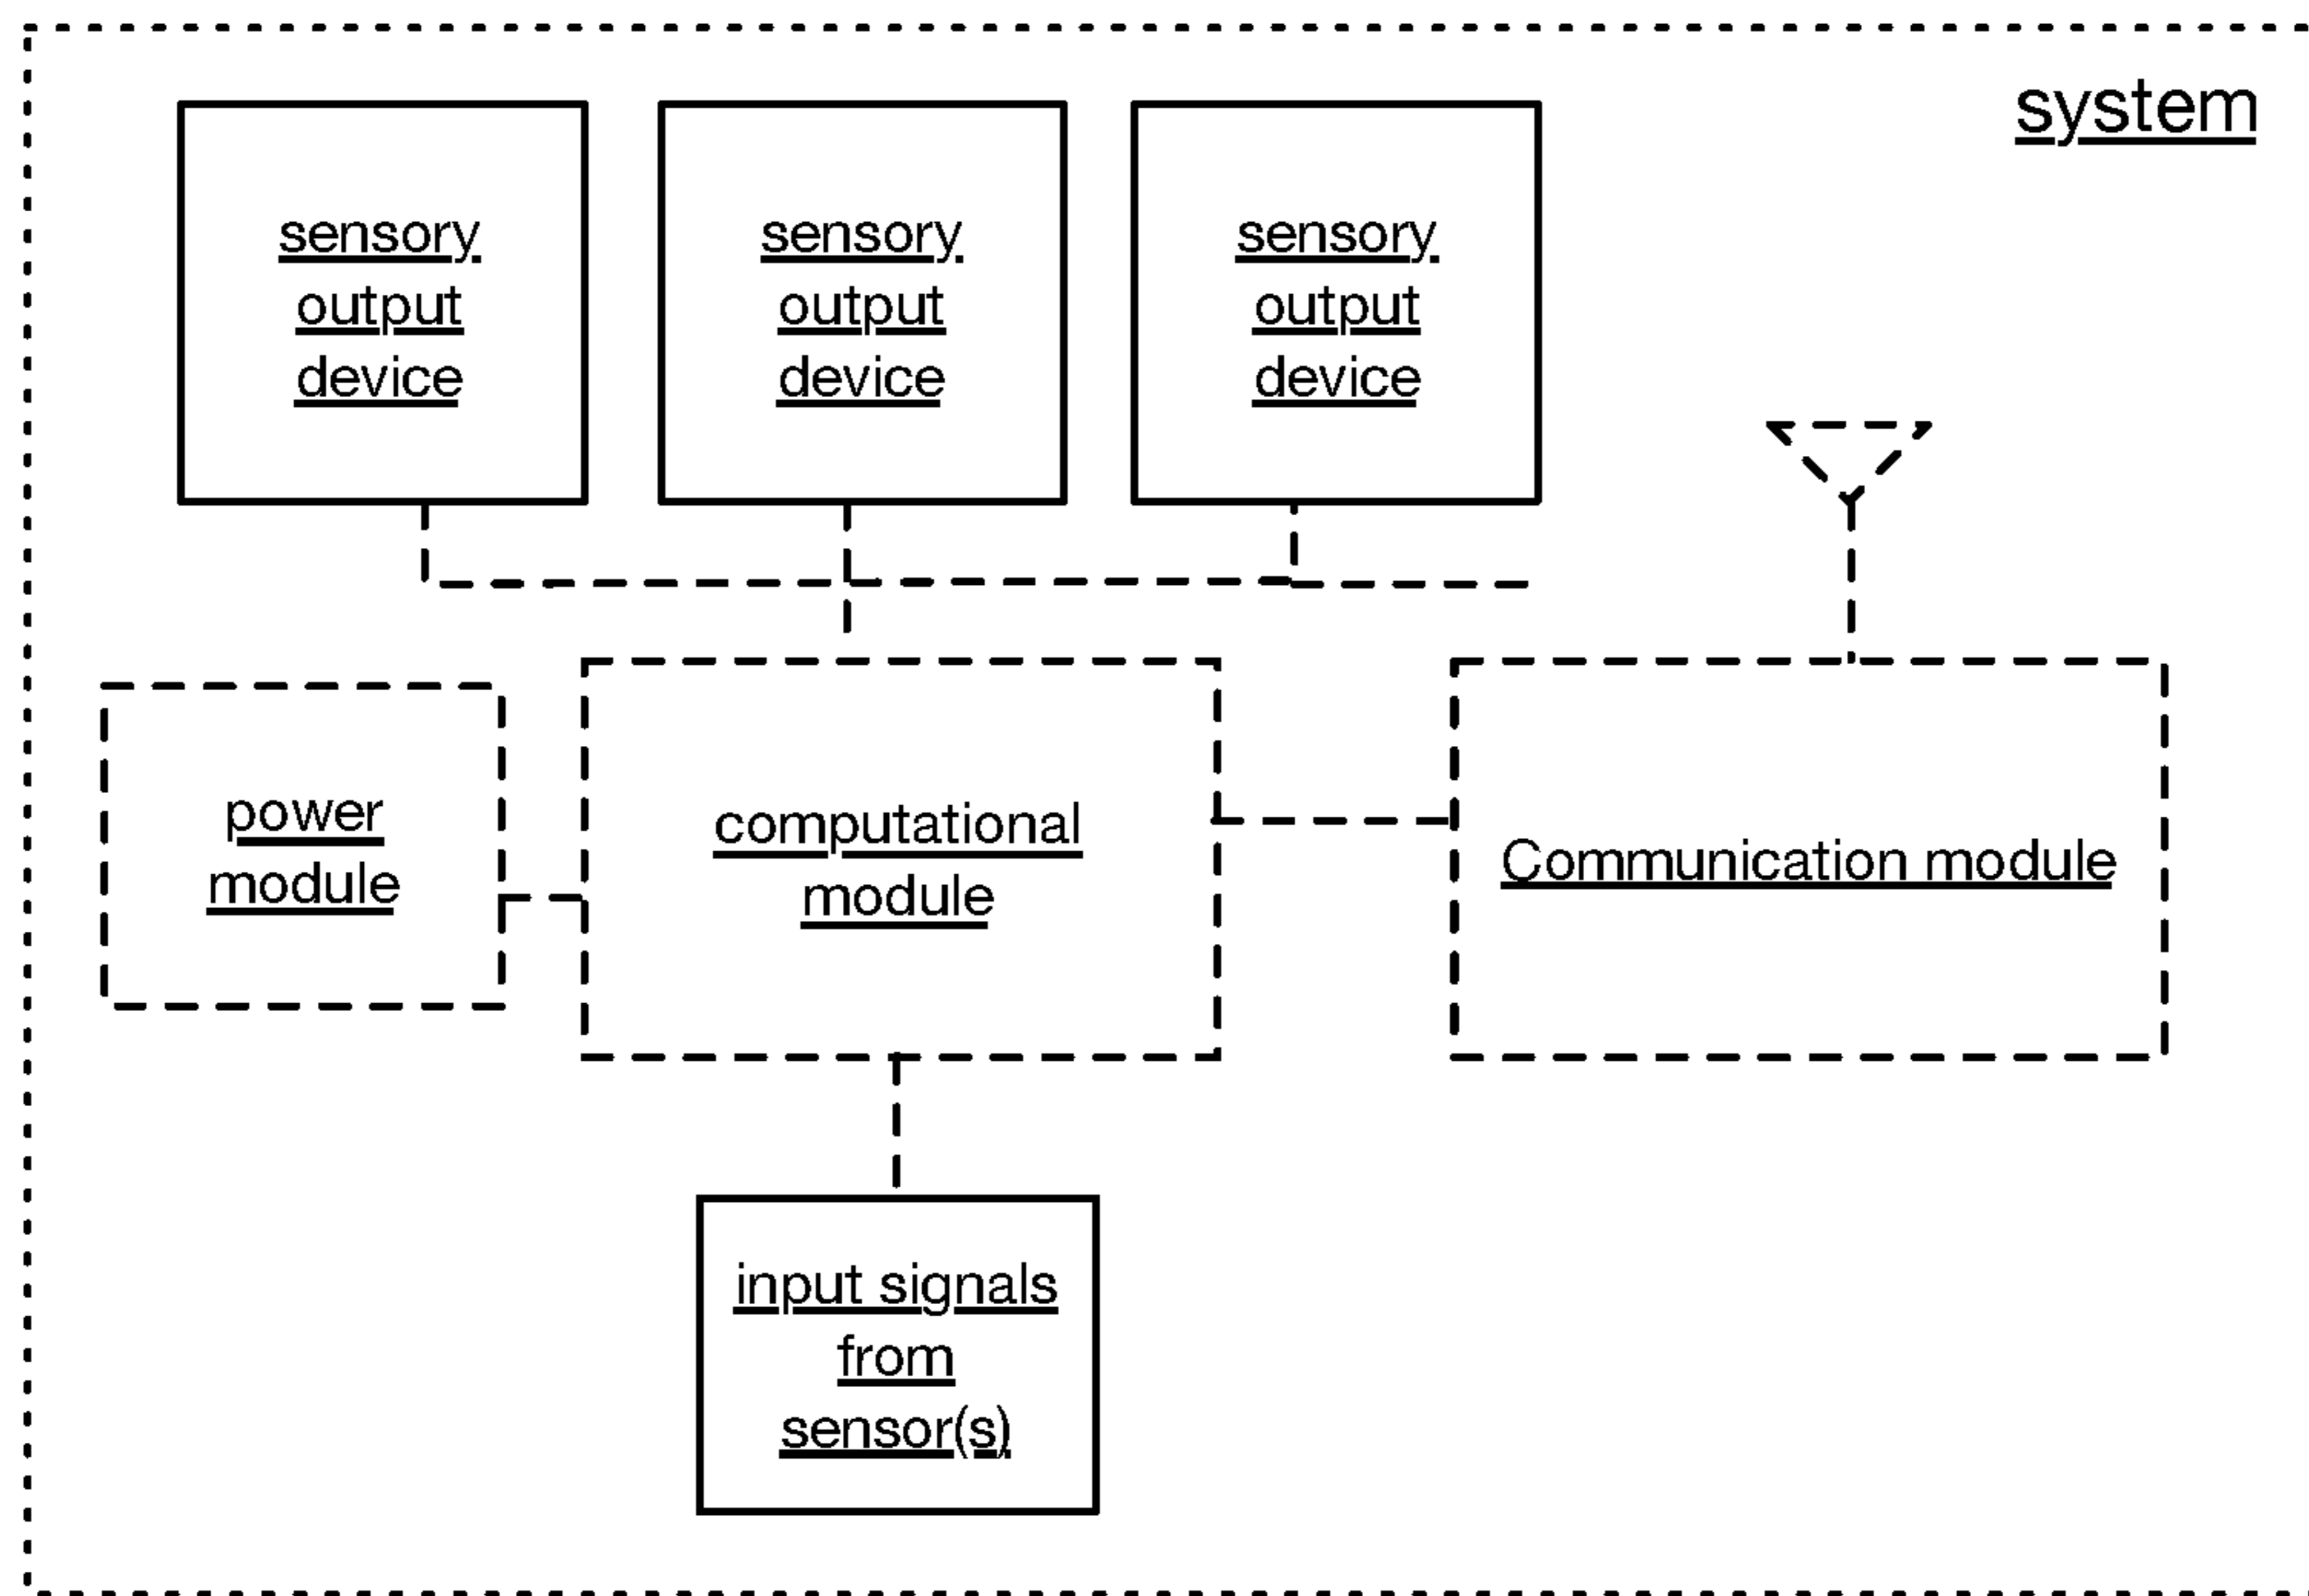 system
sensory
output
device
sensory
output
device
sensory
output
device
power
module
computational
module
Communication module
input signals
from
sensor(s)